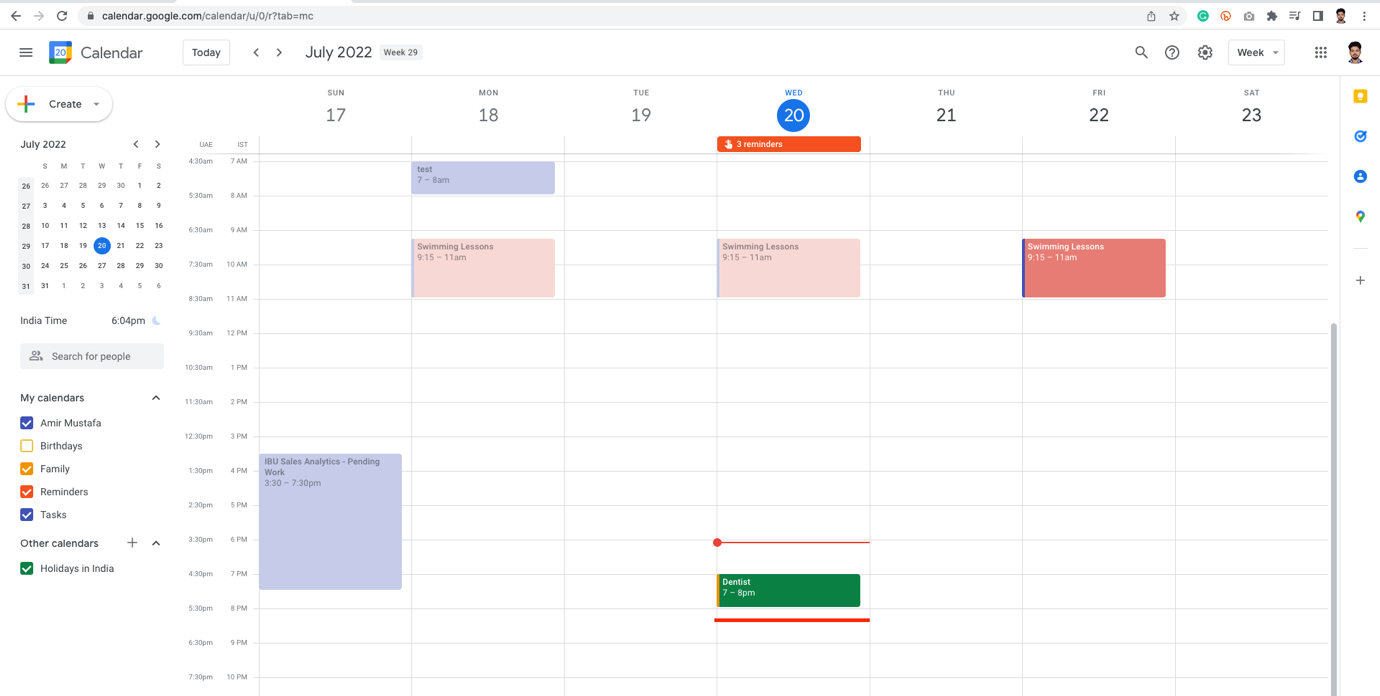 calendar.google.com/calendar/u/0/r?tab=mc
20 Calendar
Today
July 2022 Week 29
Week
Create
July 2022
S M T W T F S
26 26 27 28 29 30 1 2
27 3 4 5 6 7 8 9
28 10 11 12 13 14 15 16
29 17 18 19 20 21 22 23
30 24 25 26 27 28 29 30
31 31 1 2 3 4 5 6
India Time 6:04pm
Search for people
My calendars
Amir Mustafa
Birthdays
Family
Reminders
Tasks
Other calendars
Holidays in India
SUN MON TUE WED THU FRI SAT
17 18 19 20 21 22 23
UAE IST
3 reminders
4:30am 7 AM
5:30am 8 AM
6:30am 9 AM
7:30am 10 AM
8:30am 11 AM
9:30am 12 PM
10:30am 1 PM
11:30am 2 PM
12:30pm 3 PM
1:30pm 4 PM
2:30pm 5 PM
3:30pm 6 PM
4:30pm 7 PM
5:30pm 8 PM
6:30pm 9 PM
7:30pm 10 PM
IBU Sales Analytics - Pending
Work
3:30 – 7:30pm
test
7 – 8am
Swimming Lessons
9:15 – 11am
Swimming Lessons
9:15 – 11am
Dentist
7 – 8pm
Swimming Lessons
9:15 – 11am